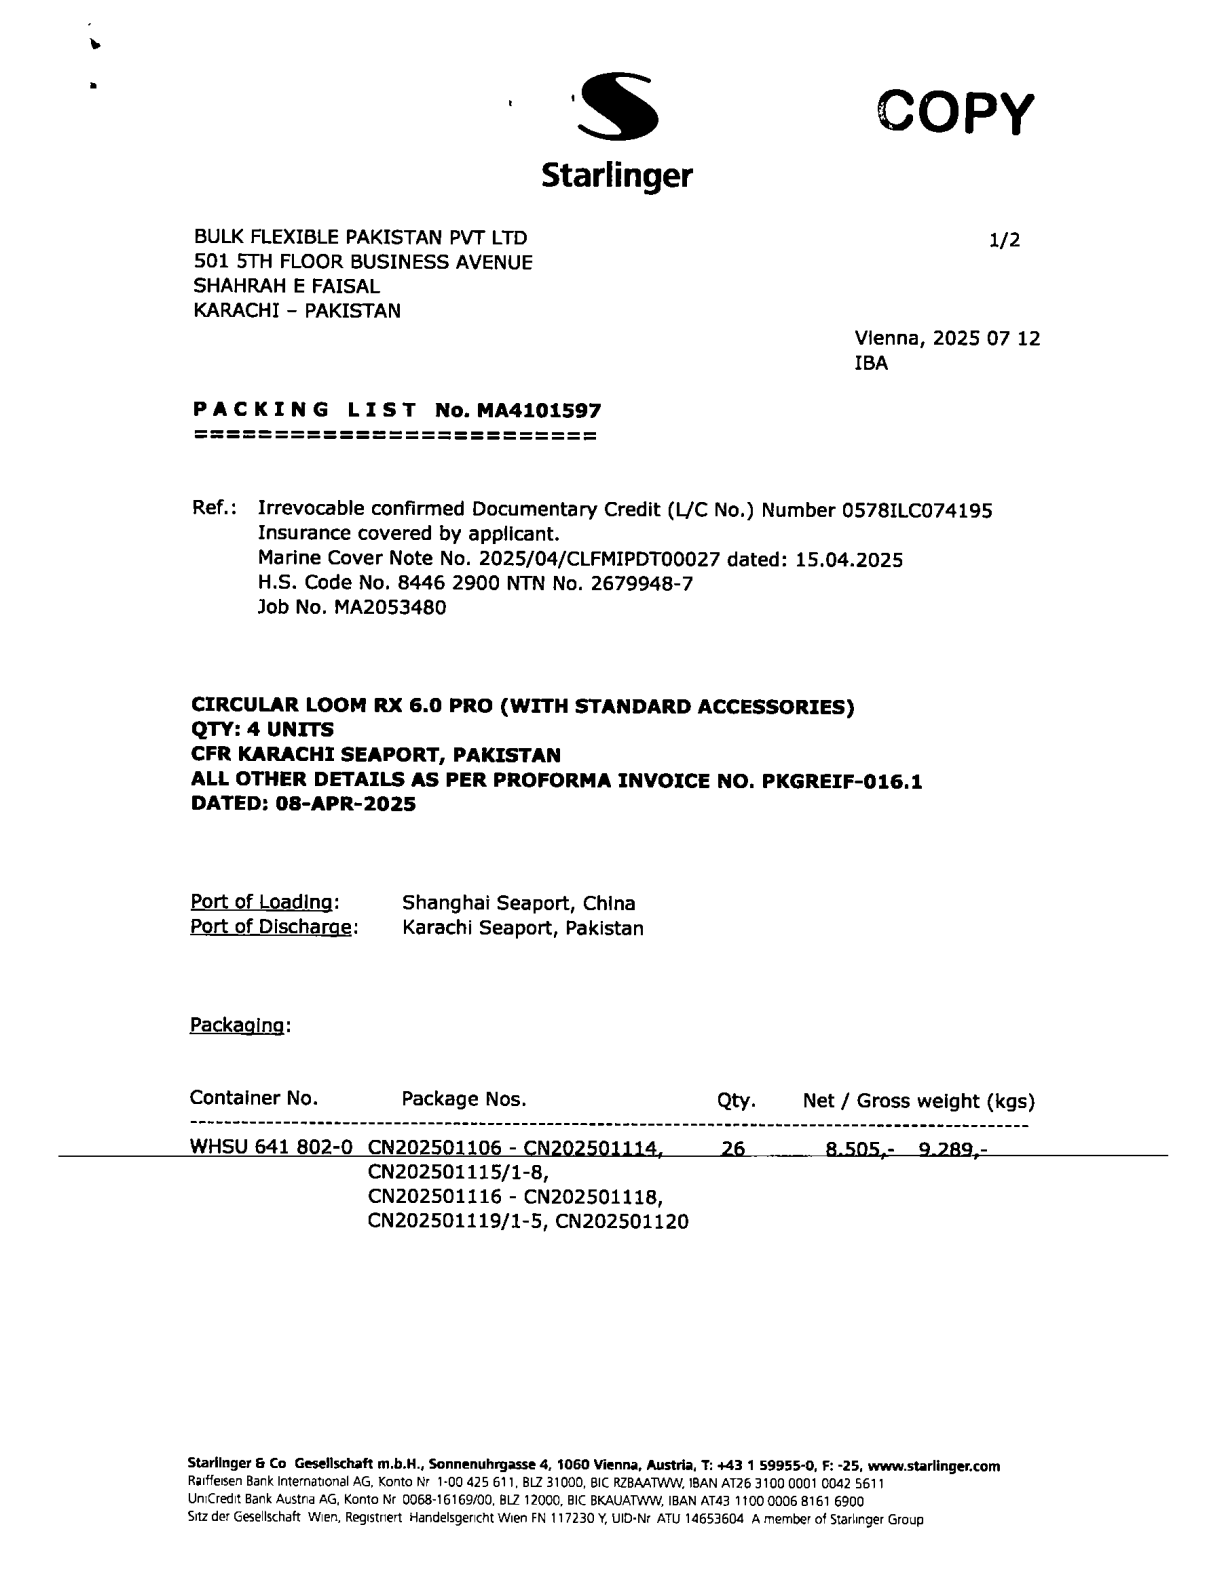 COPY
Starlinger
BULK FLEXIBLE PAKISTAN PVT LTD
1/2
501 5TH FLOOR BUSINESS AVENUE
SHAHRAH E FAISAL
KARACHI – PAKISTAN
Vienna, 2025 07 12
IBA
PACKING LIST No. MA4101597
=========================
Ref.: Irrevocable confirmed Documentary Credit (L/C No.) Number 0578ILC074195
Insurance covered by applicant.
Marine Cover Note No. 2025/04/CLFMIPDT00027 dated: 15.04.2025
H.S. Code No. 8446 2900 NTN No. 2679948-7
Job No. MA2053480
CIRCULAR LOOM RX 6.0 PRO (WITH STANDARD ACCESSORIES)
QTY: 4 UNITS
CFR KARACHI SEAPORT, PAKISTAN
ALL OTHER DETAILS AS PER PROFORMA INVOICE NO. PKGREIF-016.1
DATED: 08-APR-2025
Port of Loading: Shanghai Seaport, China
Port of Discharge: Karachi Seaport, Pakistan
Packaging:
Container No. Package Nos. Qty. Net / Gross weight (kgs)
WHSU 641 802-0 CN202501106 - CN202501114, 26 8.505,- 9.289,-
CN202501115/1-8,
CN202501116 - CN202501118,
CN202501119/1-5, CN202501120
Starlinger & Co Gesellschaft m.b.H., Sonnenuhrgasse 4, 1060 Vienna, Austria, T: +43 1 59955-0, F: -25, www.starlinger.com
Raiffeisen Bank International AG, Konto Nr 1-00 425 611, BLZ 31000, BIC RZBAATWW, IBAN AT26 3100 0001 0042 5611
UniCredit Bank Austria AG, Konto Nr 0068-16169/00, BLZ 12000, BIC BKAUATWW, IBAN AT43 1100 0006 8161 6900
Sitz der Gesellschaft Wien, Registriert Handelsgericht Wien FN 117230 Y, UID-Nr ATU 14653604 A member of Starlinger Group